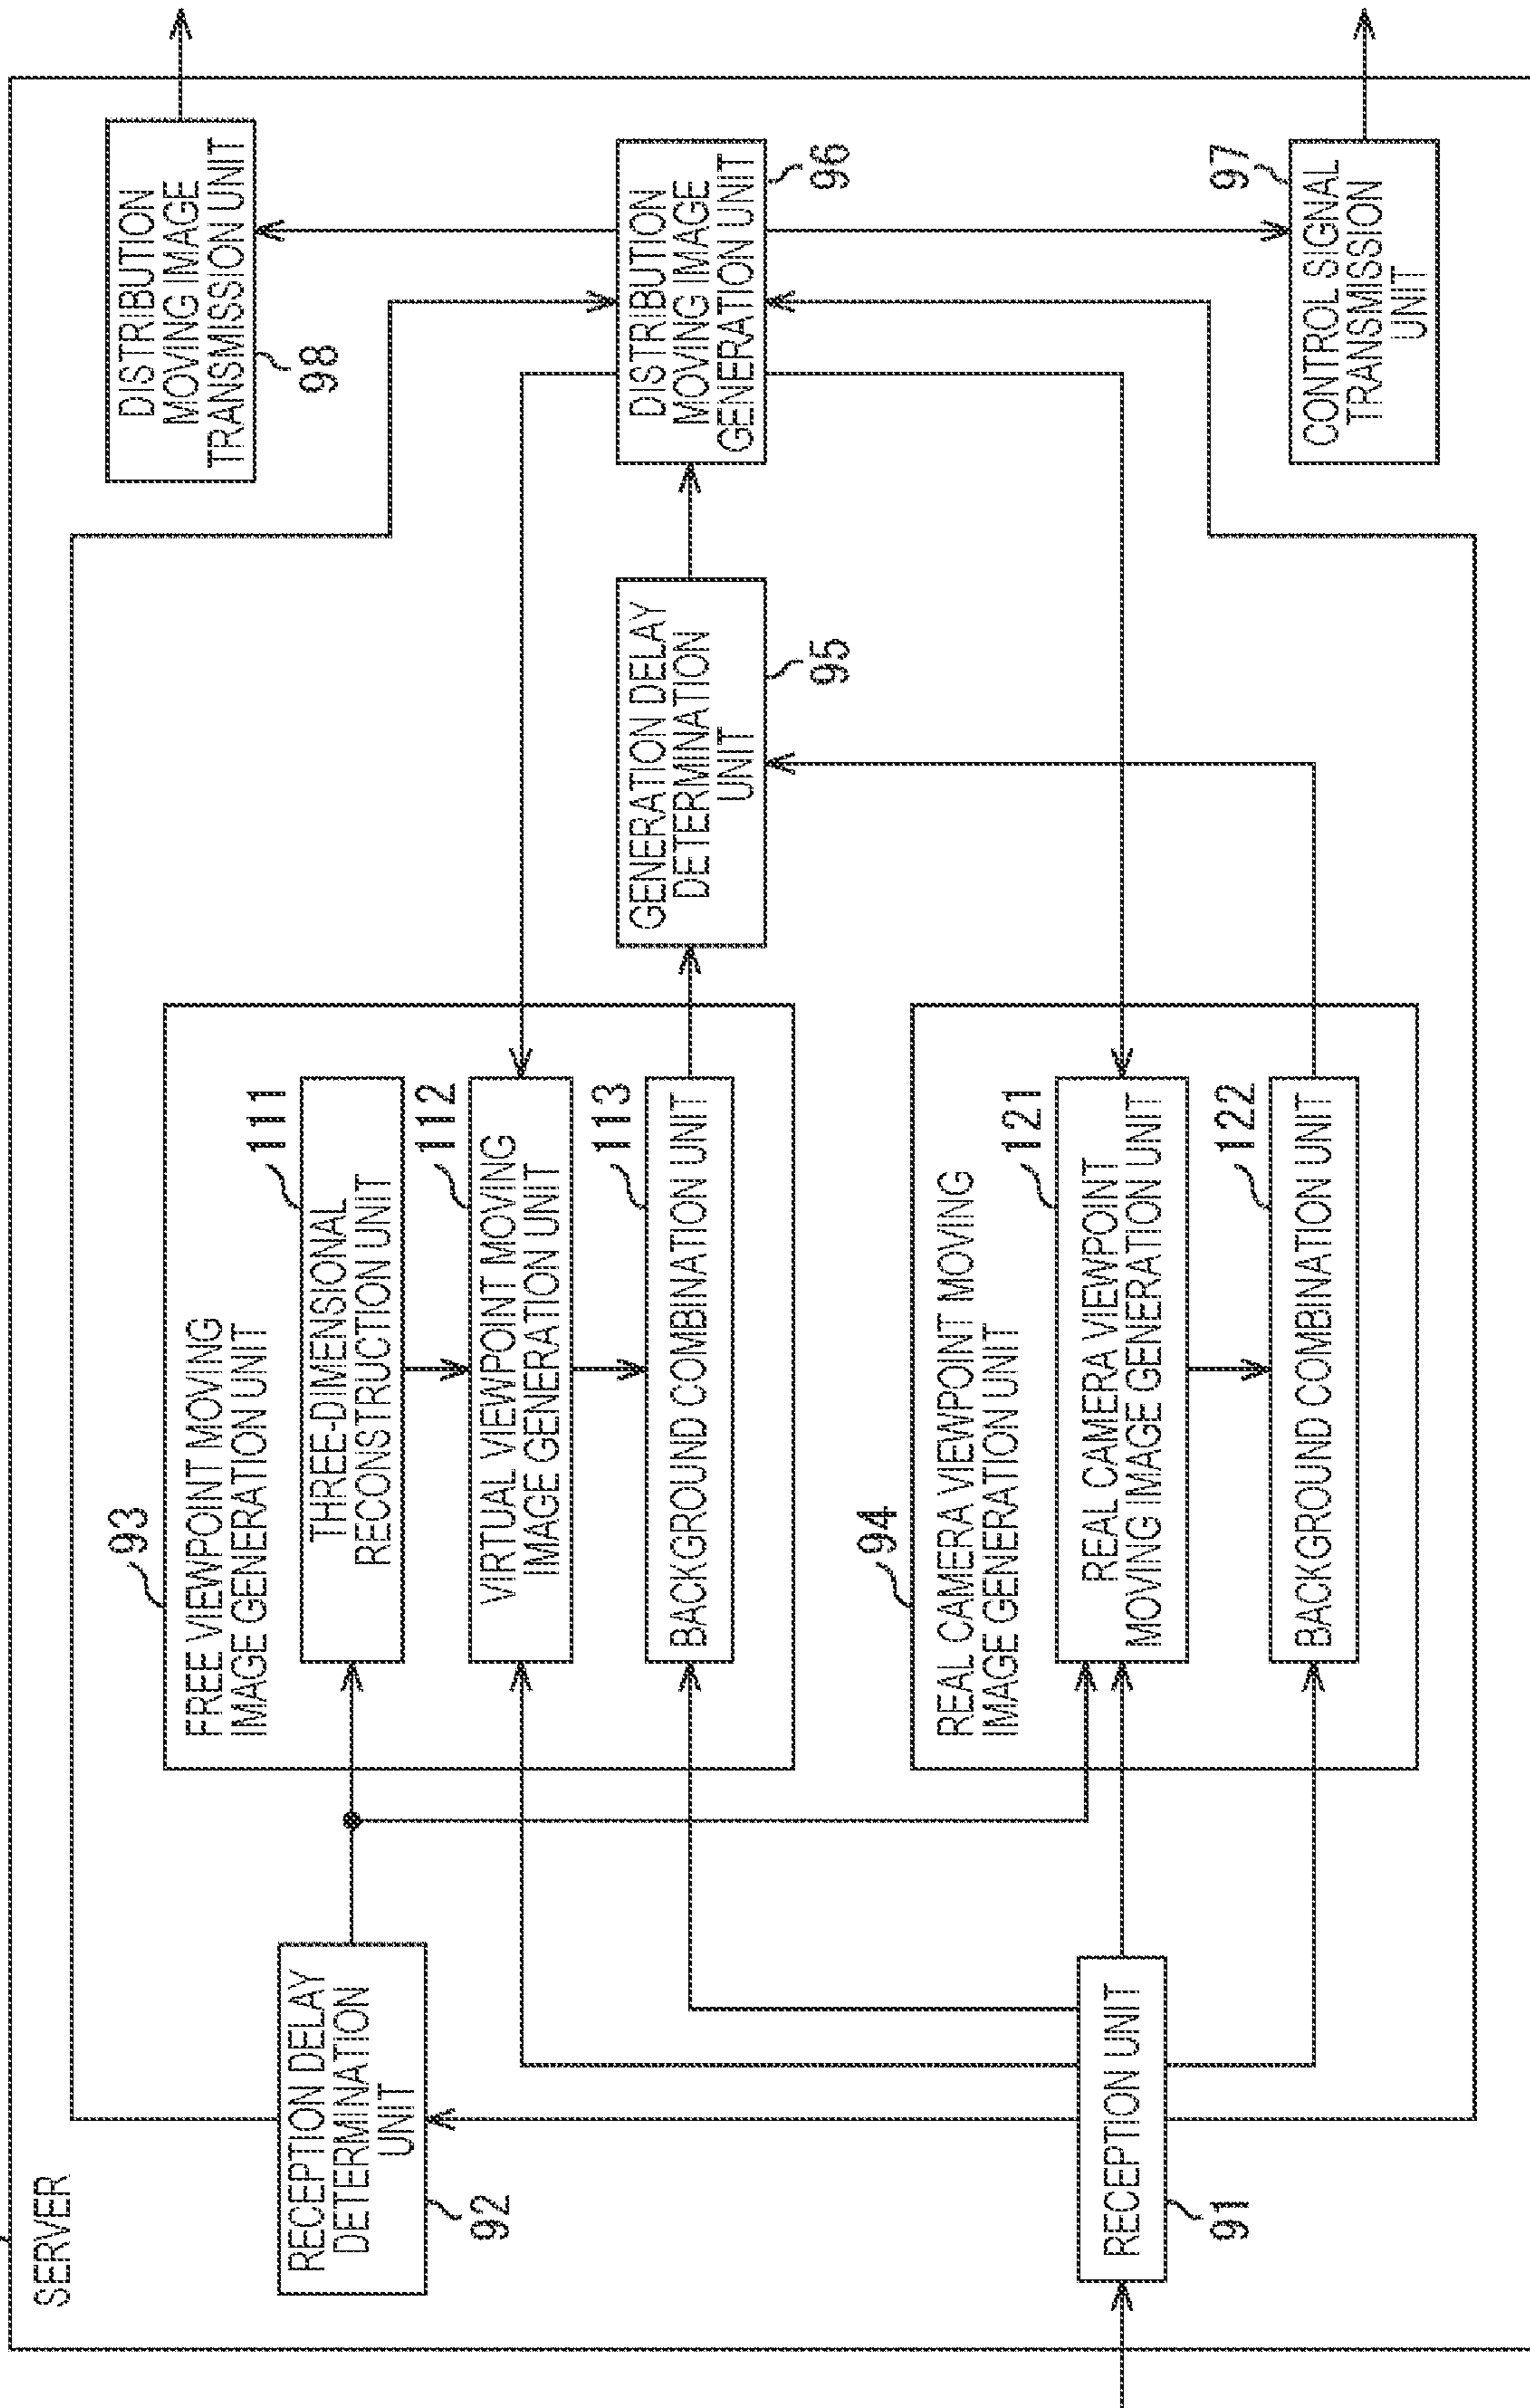 SERVER
RECEPTION DELAY
DETERMINATION
UNIT
92
RECEPTION UNIT
91
93
FREE VIEWPOINT MOVING
IMAGE GENERATION UNIT
111
THREE-DIMENSIONAL
RECONSTRUCTION UNIT
112
VIRTUAL VIEWPOINT MOVING
IMAGE GENERATION UNIT
113
BACKGROUND COMBINATION UNIT
94
REAL CAMERA VIEWPOINT MOVING
IMAGE GENERATION UNIT
121
REAL CAMERA VIEWPOINT
MOVING IMAGE GENERATION UNIT
122
BACKGROUND COMBINATION UNIT
GENERATION DELAY
DETERMINATION
UNIT
95
DISTRIBUTION
MOVING IMAGE
TRANSMISSION UNIT
98
DISTRIBUTION
MOVING IMAGE
GENERATION UNIT
96
97
CONTROL SIGNAL
TRANSMISSION
UNIT